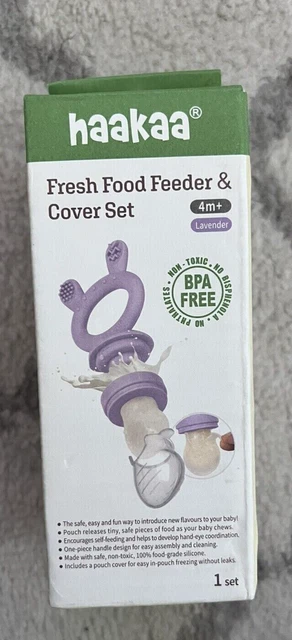 haakaa®
Fresh Food Feeder &
Cover Set
4m+
Lavender
NON-TOXIC • NO BISPHENOL A • NO PHTHALATES •
BPA
FREE
• The safe, easy and fun way to introduce new flavours to your baby!
• Pouch releases tiny, safe pieces of food as your baby chews.
• Encourages self-feeding and helps to develop hand-eye coordination.
• One-piece handle design for easy assembly and cleaning.
• Made with safe, non-toxic, 100% food-grade silicone.
• Includes a pouch cover for easy in-pouch freezing without leaks.
1 set